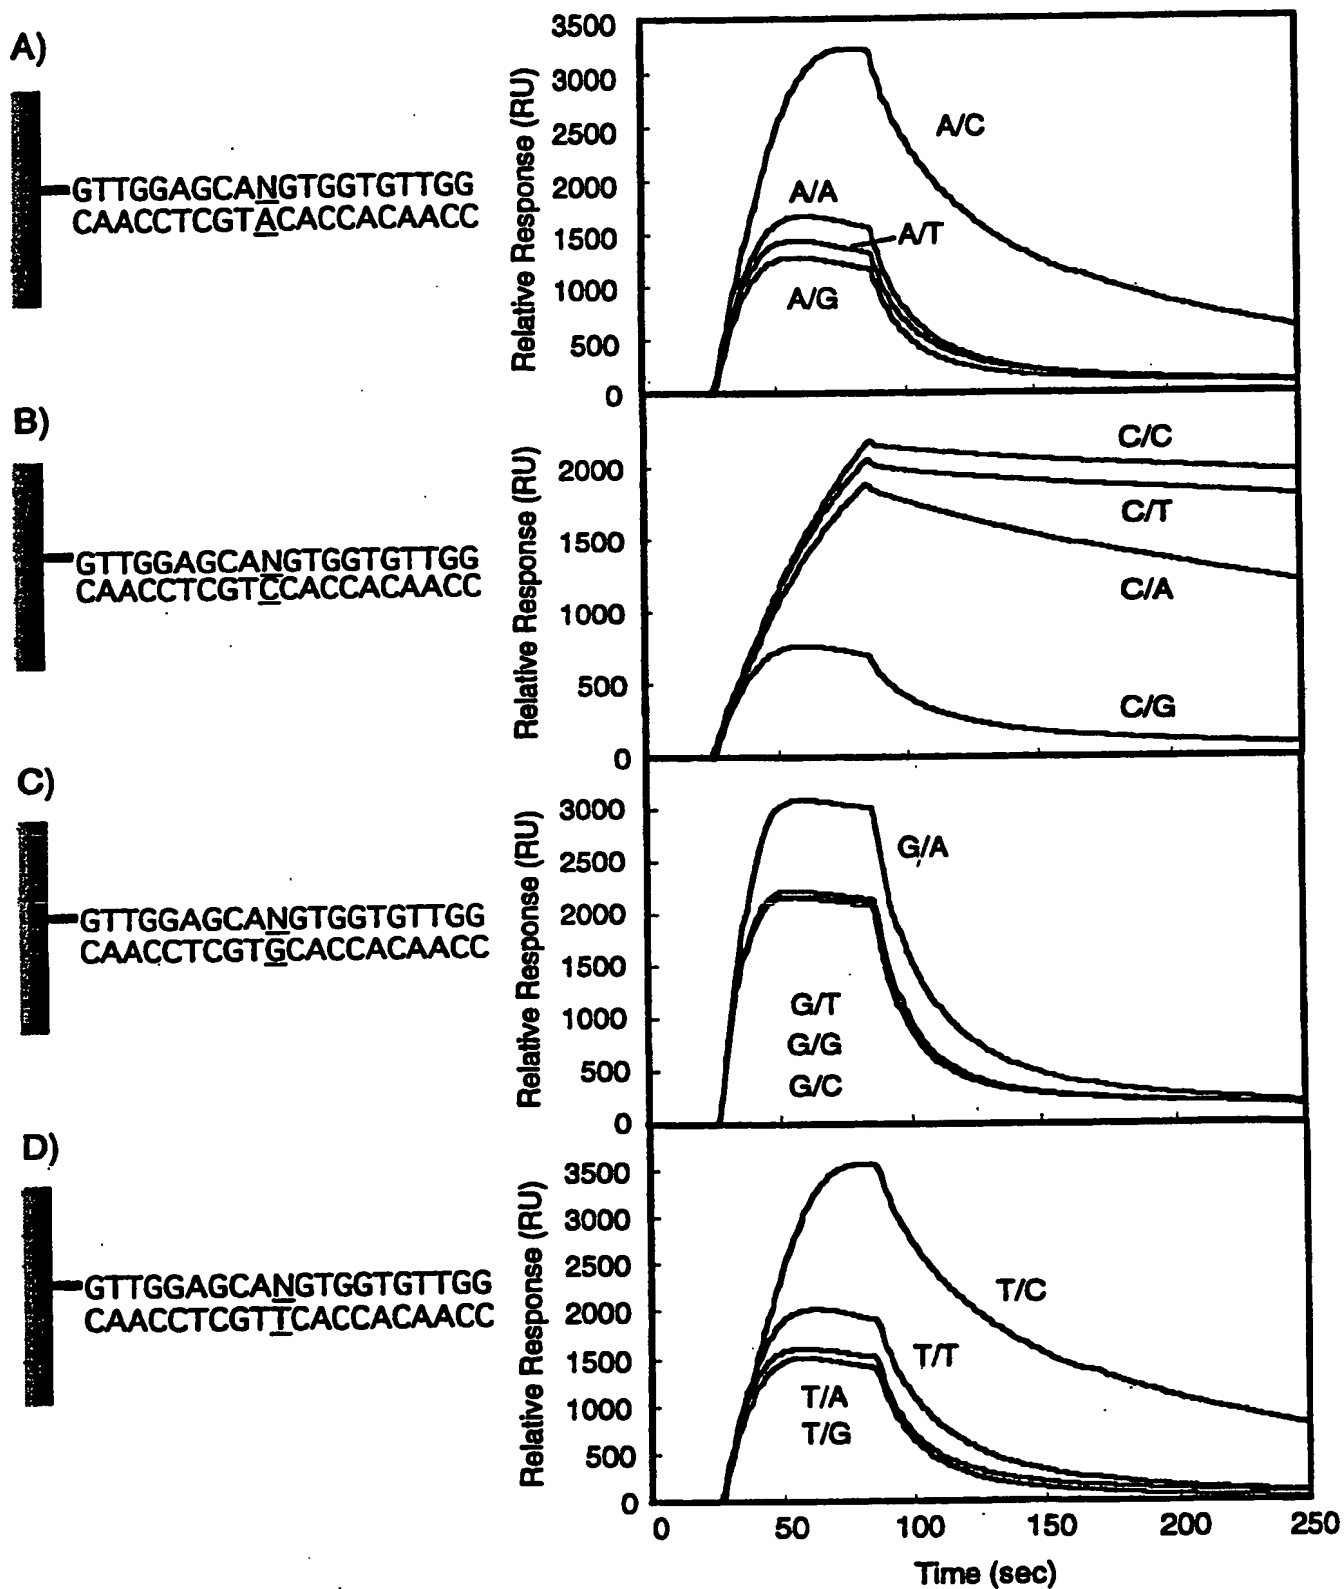 A)
GTTGGAGCANGTGGTGTTGG
CAACCTCGTACACCACAACC
Relative Response (RU)
3500
3000
2500
2000
1500
1000
500
0
A/C
A/A
A/T
A/G
B)
GTTGGAGCANGTGGTGTTGG
CAACCTCGTCCACCACAACC
Relative Response (RU)
2000
1500
1000
500
0
C/C
C/T
C/A
C/G
C)
GTTGGAGCANGTGGTGTTGG
CAACCTCGTGCACCACAACC
Relative Response (RU)
3000
2500
2000
1500
1000
500
0
G/A
G/T
G/G
G/C
D)
GTTGGAGCANGTGGTGTTGG
CAACCTCGTTCACCACAACC
Relative Response (RU)
3500
3000
2500
2000
1500
1000
500
0
T/C
T/T
T/A
T/G
0 50 100 150 200 250
Time (sec)